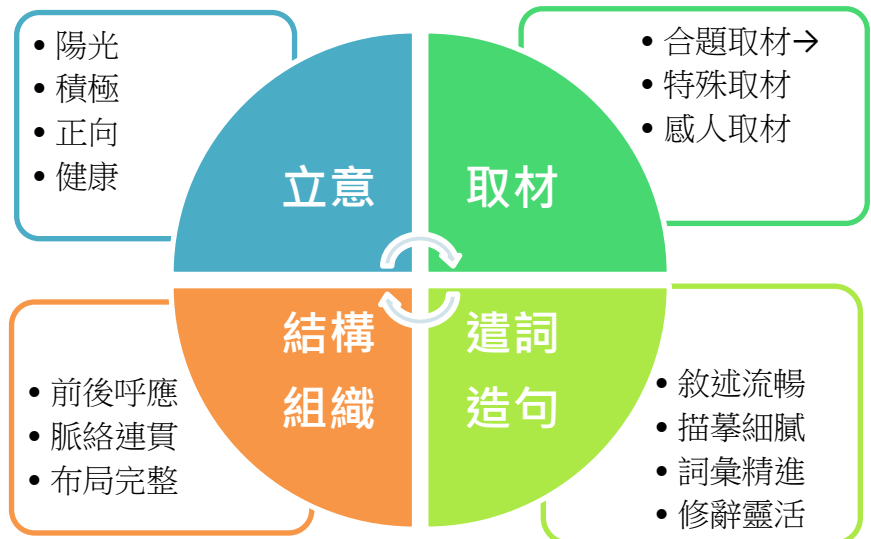 • 陽光
• 積極
• 正向
• 健康
立意
取材
• 合題取材→
• 特殊取材
• 感人取材
結構
組織
• 前後呼應
• 脈絡連貫
• 布局完整
遣詞
造句
• 敘述流暢
• 描摹細膩
• 詞彙精進
• 修辭靈活